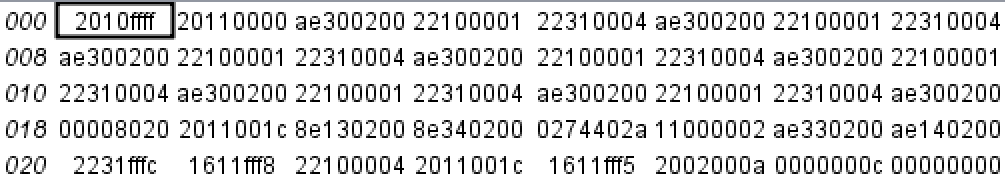 000 2010ffff 20110000 ae300200 22100001 22310004 ae300200 22100001 22310004
008 ae300200 22100001 22310004 ae300200 22100001 22310004 ae300200 22100001
010 22310004 ae300200 22100001 22310004 ae300200 22100001 22310004 ae300200
018 00008020 2011001c 8e130200 8e340200 0274402a 11000002 ae330200 ae140200
020 2231fffc 1611fff8 22100004 2011001c 1611fff5 2002000a 0000000c 00000000